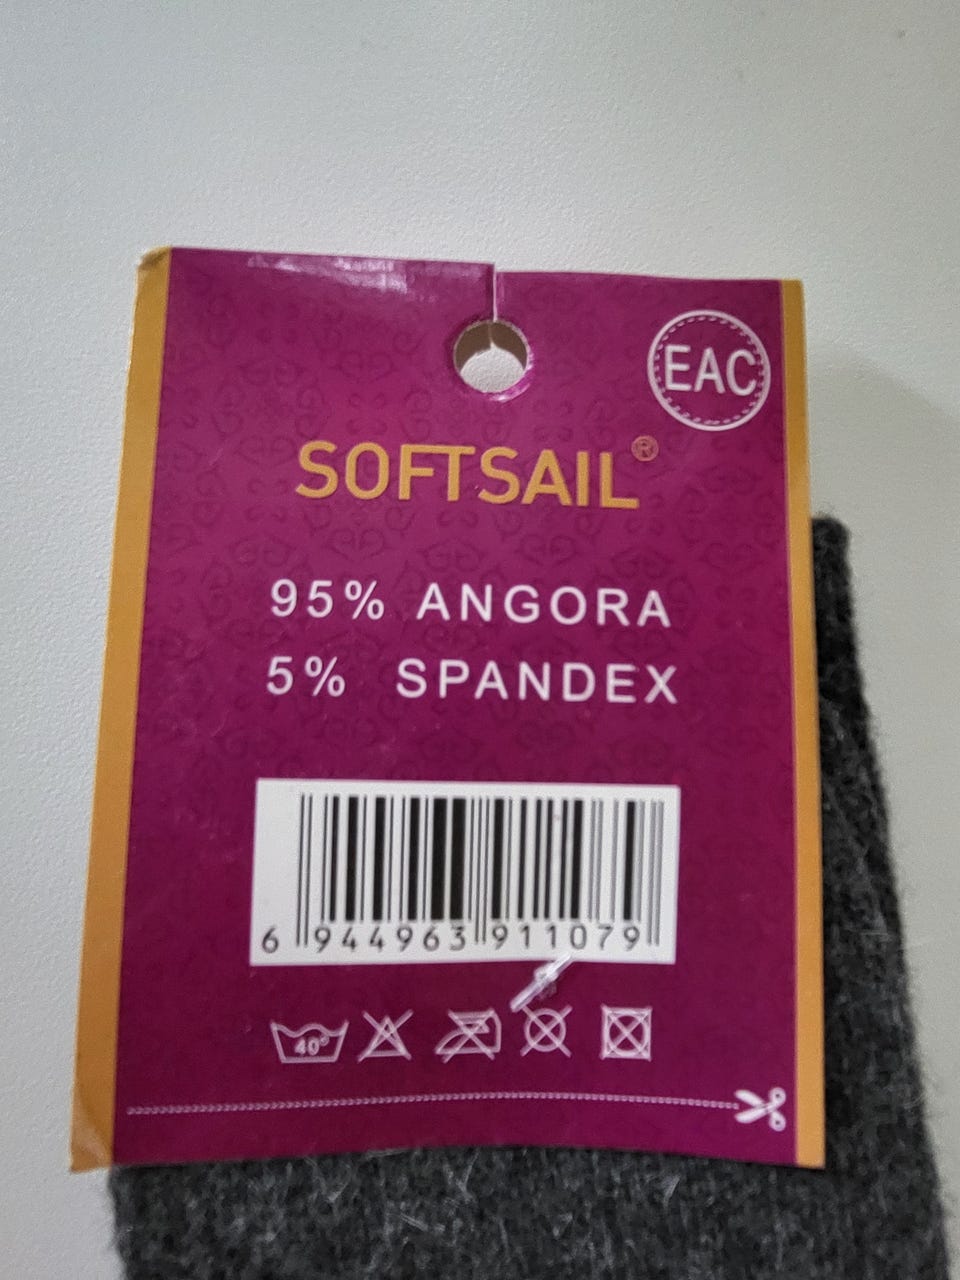 EAC
SOFTSAIL®
95% ANGORA
5% SPANDEX
6 944963 911079
40°